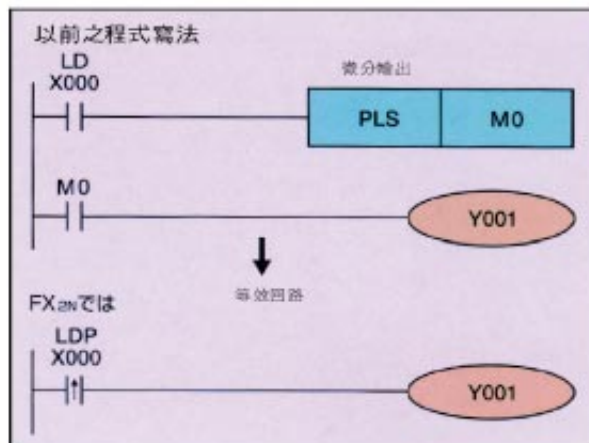 以前之程式寫法
LD
X000
微分輸出
PLS
M0
M0
Y001
等效回路
FX2Nでは
LDP
X000
Y001